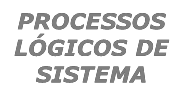 PROCESSOS
LÓGICOS DE
SISTEMA